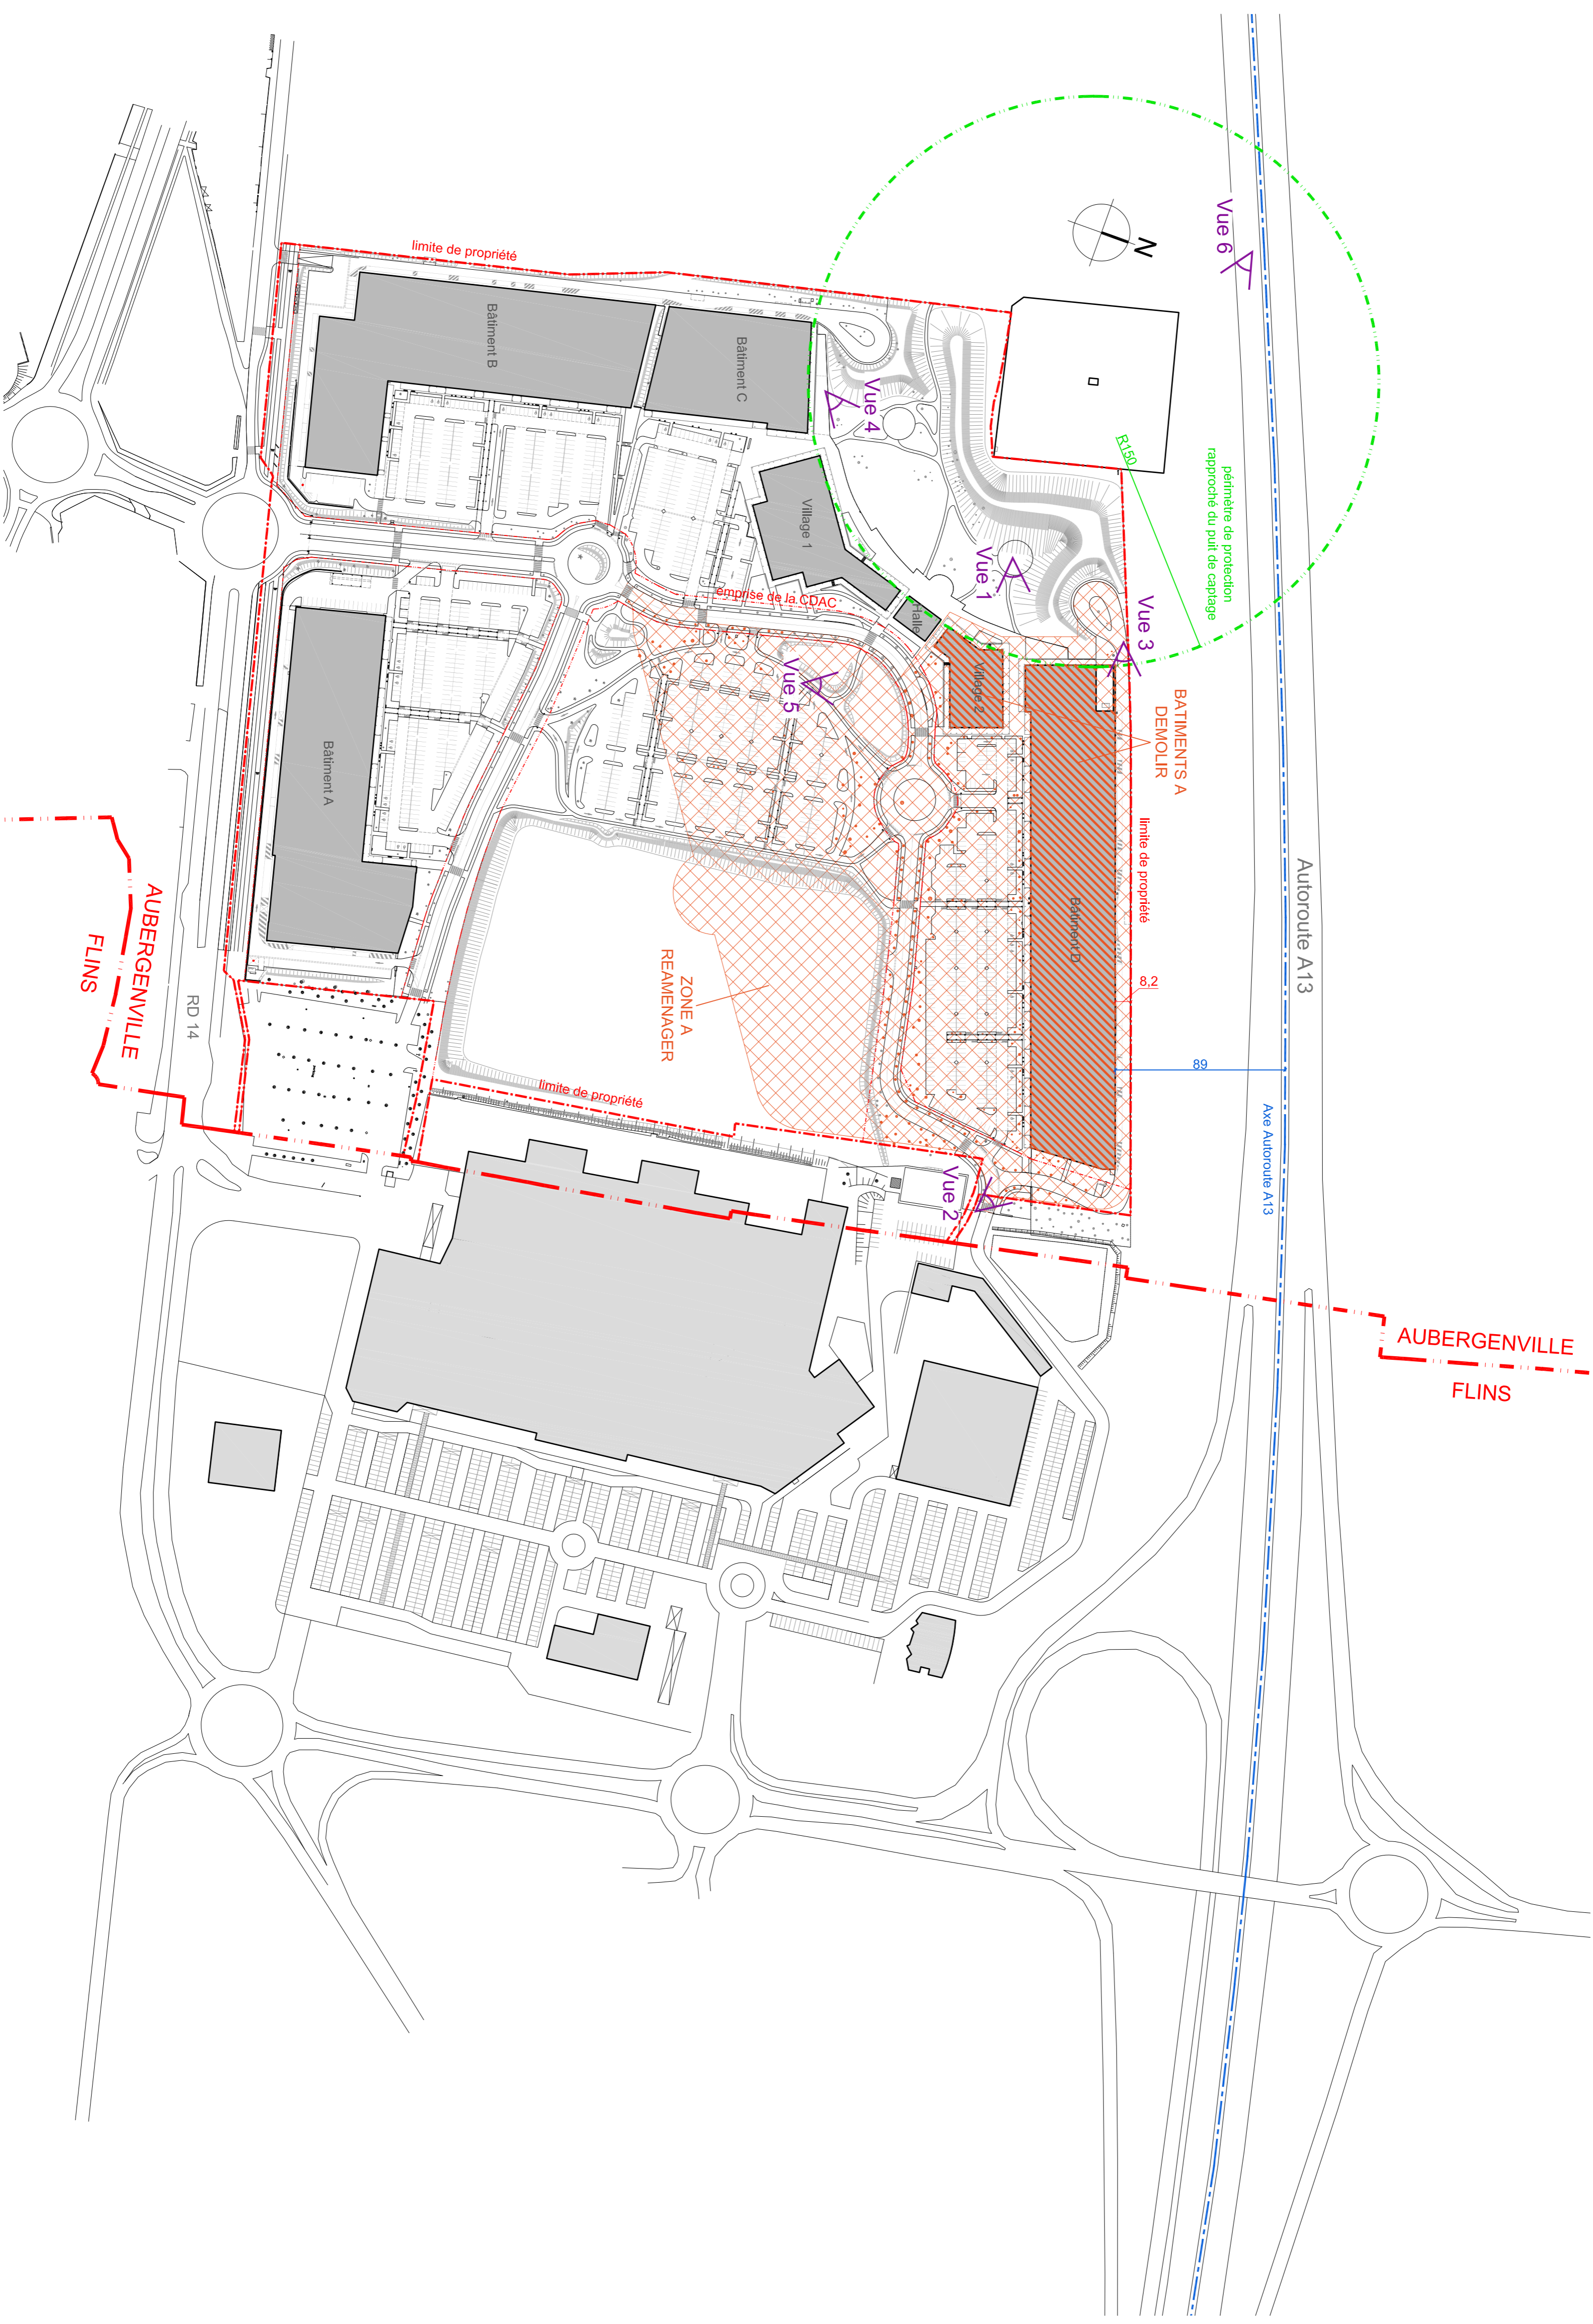 Vue 6
N
limite de propriété
Bâtiment B
Bâtiment C
Vue 4
R150
périmètre de protection
rapproché du puit de captage
Village 1
Vue 1
Vue 3
emprise de la CDAC
Halle
Village 2
Vue 5
BATIMENTS A
DEMOLIR
Bâtiment A
limite de propriété
Autoroute A13
Batiment D
AUBERGENVILLE
FLINS
RD 14
ZONE A
REAMENAGER
8,2
89
limite de propriété
Axe Autoroute A13
Vue 2
AUBERGENVILLE
FLINS